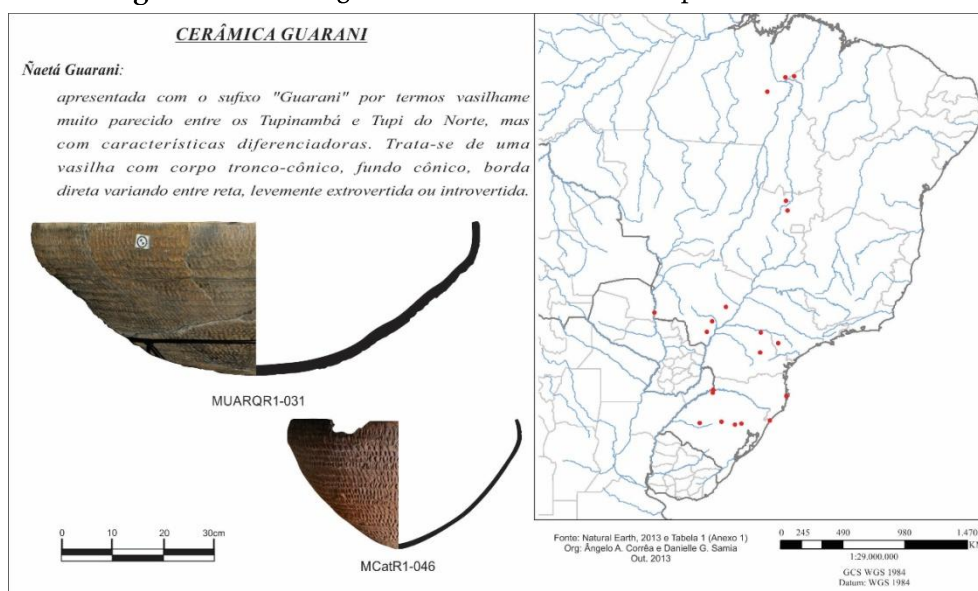 CERÂMICA GUARANI
Ñaetá Guarani:
apresentada com o sufixo "Guarani" por termos vasilhame
muito parecido entre os Tupinambá e Tupi do Norte, mas
com características diferenciadoras. Trata-se de uma
vasilha com corpo tronco-cônico, fundo cônico, borda
direta variando entre reta, levemente extrovertida ou introvertida.
MUARQR1-031
MCatR1-046
0 10 20 30cm
Fonte: Natural Earth, 2013 e Tabela 1 (Anexo 1)
Org: Ângelo A. Corrêa e Danielle G. Samia
Out. 2013
0 245 490 980 1.470
KM
1:29.000.000
GCS WGS 1984
Datum: WGS 1984